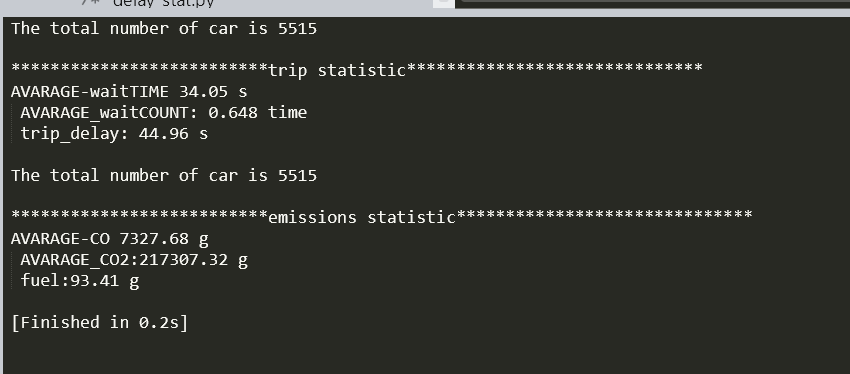 delay stat.py
The total number of car is 5515
**************************trip statistic******************************
AVARAGE-waitTIME 34.05 s
AVARAGE_waitCOUNT: 0.648 time
trip_delay: 44.96 s
The total number of car is 5515
**************************emissions statistic******************************
AVARAGE-CO 7327.68 g
AVARAGE_CO2:217307.32 g
fuel:93.41 g
[Finished in 0.2s]